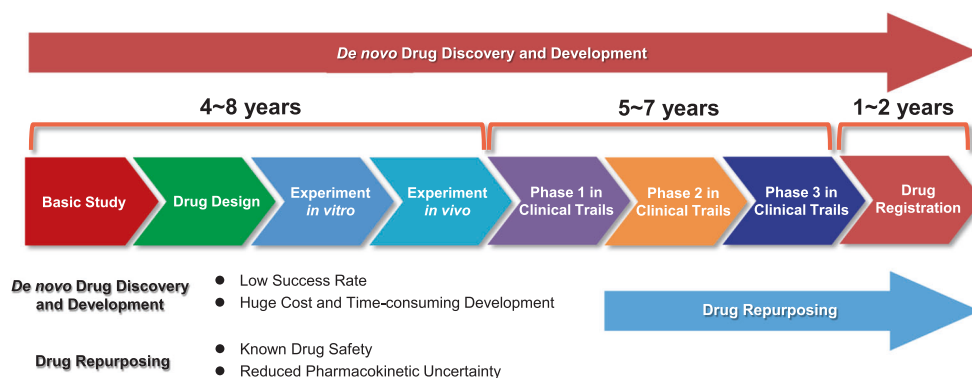 De novo Drug Discovery and Development
4~8 years
5~7 years
1~2 years
Basic Study
Drug Design
Experiment
in vitro
Experiment
in vivo
Phase 1 in
Clinical Trails
Phase 2 in
Clinical Trails
Phase 3 in
Clinical Trails
Drug
Registration
De novo Drug Discovery
and Development
● Low Success Rate
● Huge Cost and Time-consuming Development
Drug Repurposing
Drug Repurposing
● Known Drug Safety
● Reduced Pharmacokinetic Uncertainty